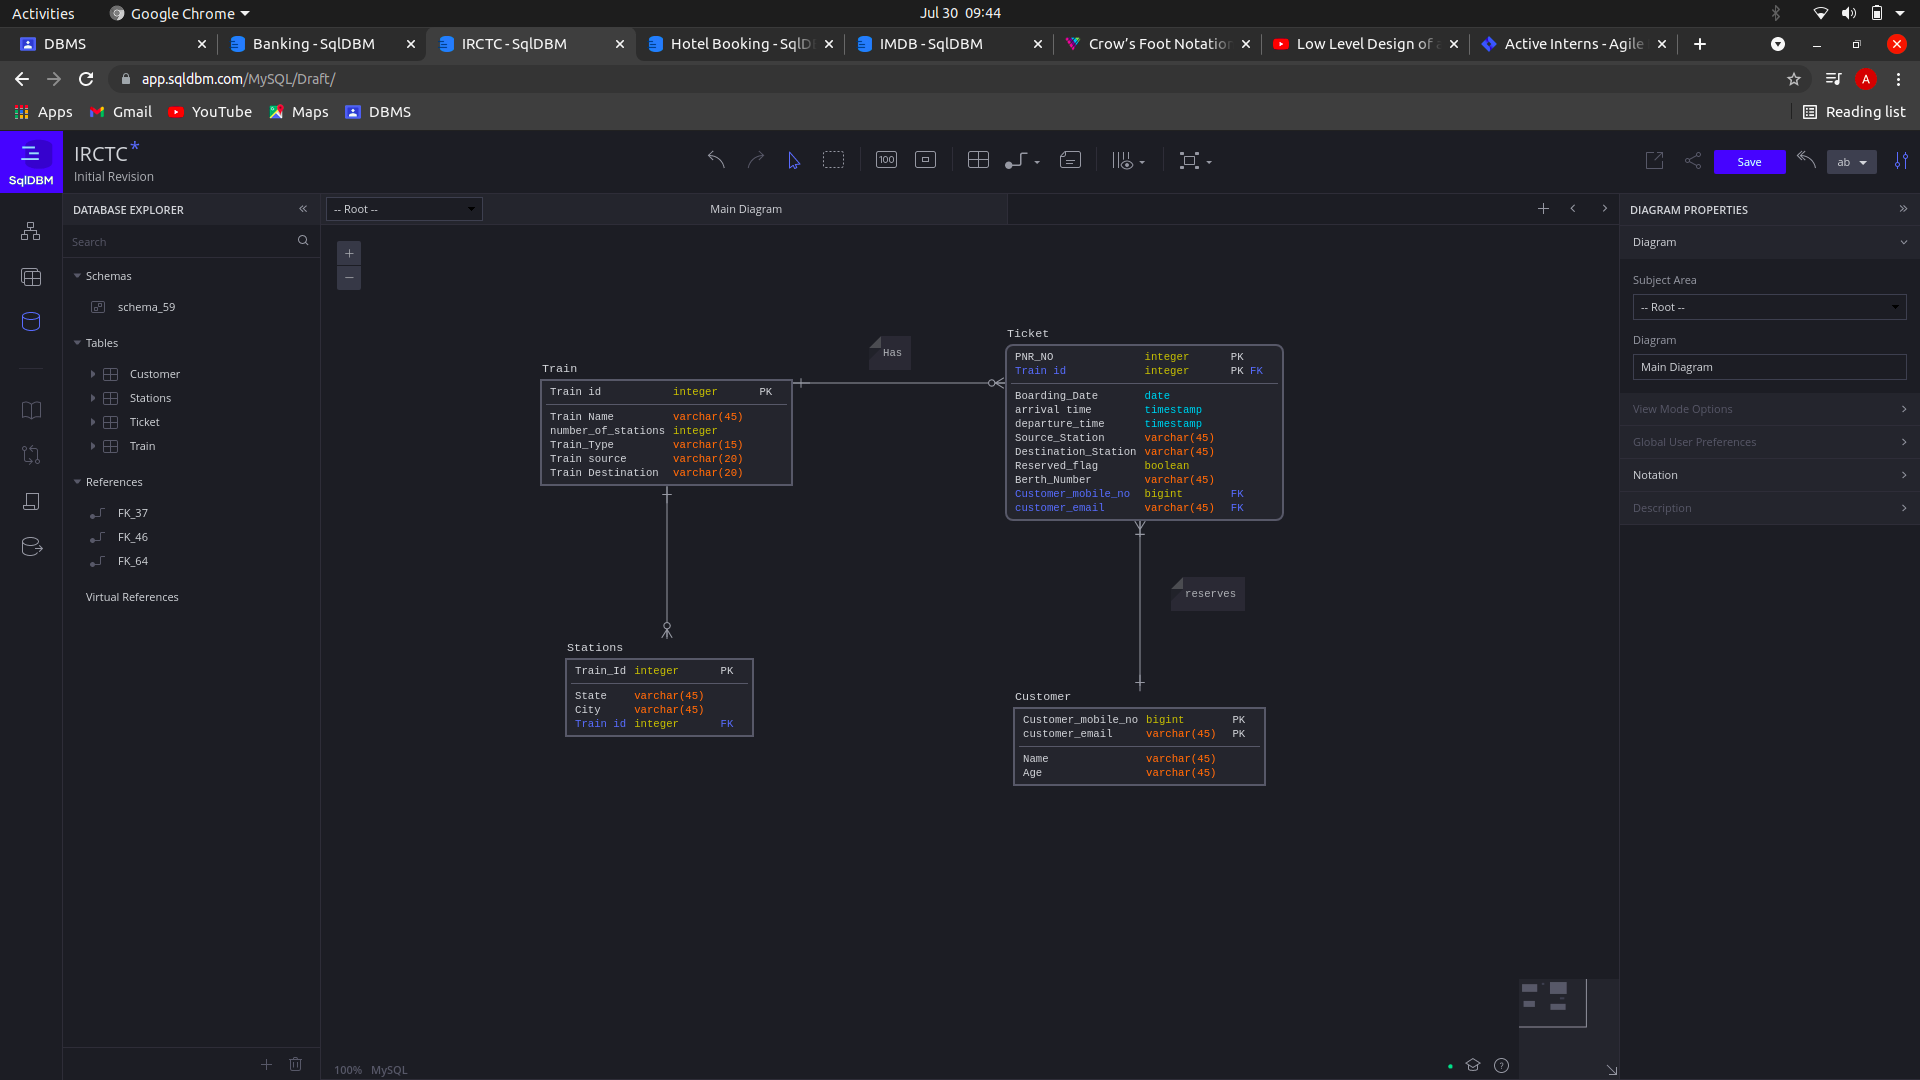 Activities
Google Chrome
Jul 30 09:44
DBMS
Banking - SqlDBM
IRCTC - SqlDBM
Hotel Booking - SqlD
IMDB - SqlDBM
Crow's Foot Notation
Low Level Design of a
Active Interns - Agile
app.sqldbm.com/MySQL/Draft/
A
Apps
Gmail
YouTube
Maps
DBMS
Reading list
SqlDBM
IRCTC*
Initial Revision
100
Save
ab
DATABASE EXPLORER
-- Root --
Main Diagram
DIAGRAM PROPERTIES
Search
Schemas
schema_59
Tables
Customer
Stations
Ticket
Train
References
FK_37
FK_46
FK_64
Virtual References
Has
Train
Train id integer PK
Train Name varchar(45)
number_of_stations integer
Train_Type varchar(15)
Train source varchar(20)
Train Destination varchar(20)
Ticket
PNR_NO integer PK
Train id integer PK FK
Boarding_Date date
arrival time timestamp
departure_time timestamp
Source_Station varchar(45)
Destination_Station varchar(45)
Reserved_flag boolean
Berth_Number varchar(45)
Customer_mobile_no bigint FK
customer_email varchar(45) FK
reserves
Stations
Train_Id integer PK
State varchar(45)
City varchar(45)
Train id integer FK
Customer
Customer_mobile_no bigint PK
customer_email varchar(45) PK
Name varchar(45)
Age varchar(45)
Diagram
Subject Area
-- Root --
Diagram
Main Diagram
View Mode Options
Global User Preferences
Notation
Description
100% MySQL